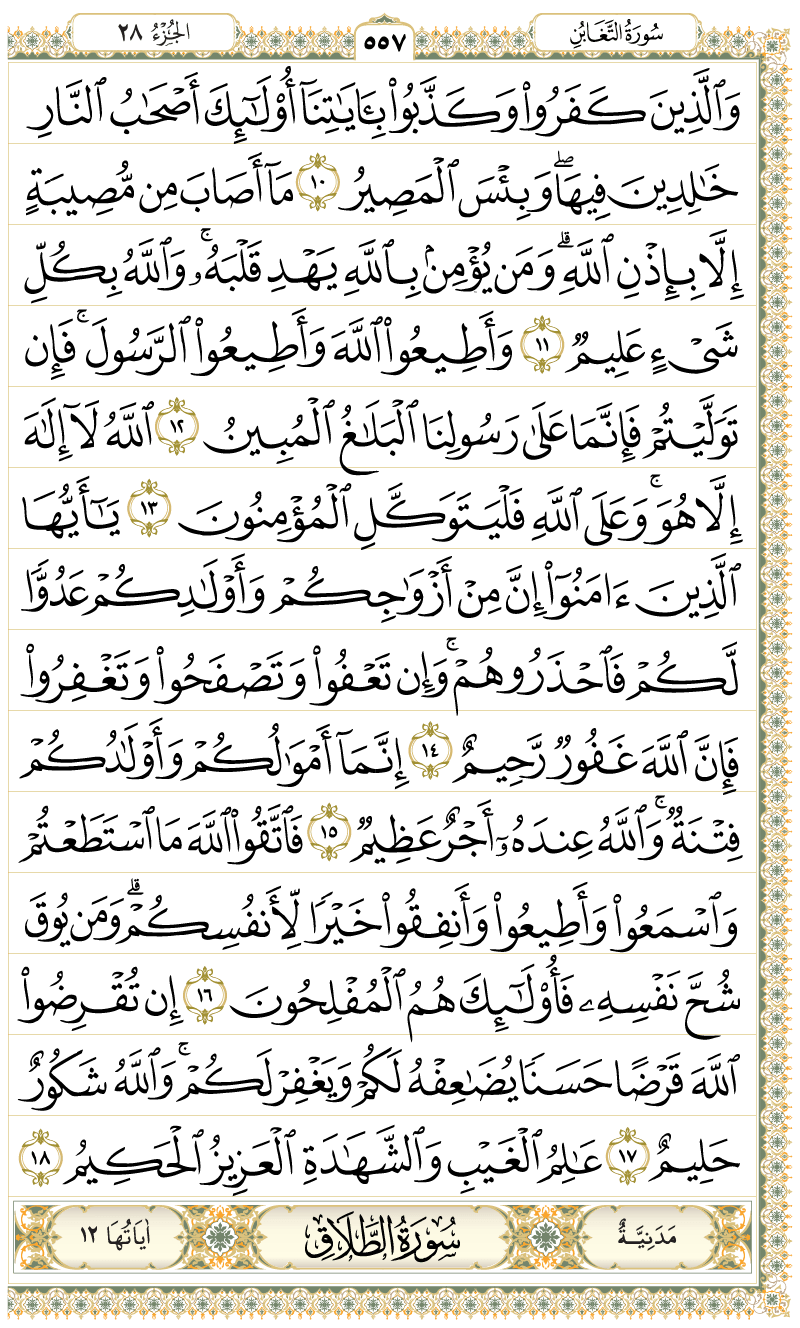 سُورَةُ التَّغَابُنِ ٥٥٧ الجُزْءُ ٢٨
وَٱلَّذِينَ كَفَرُوا۟ وَكَذَّبُوا۟ بِـَٔايَـٰتِنَآ أُو۟لَـٰٓئِكَ أَصْحَـٰبُ ٱلنَّارِ
خَـٰلِدِينَ فِيهَا ۖ وَبِئْسَ ٱلْمَصِيرُ ١٠ مَآ أَصَابَ مِن مُّصِيبَةٍ
إِلَّا بِإِذْنِ ٱللَّهِ ۗ وَمَن يُؤْمِنۢ بِٱللَّهِ يَهْدِ قَلْبَهُۥ ۚ وَٱللَّهُ بِكُلِّ
شَىْءٍ عَلِيمٌ ١١ وَأَطِيعُوا۟ ٱللَّهَ وَأَطِيعُوا۟ ٱلرَّسُولَ ۚ فَإِن
تَوَلَّيْتُمْ فَإِنَّمَا عَلَىٰ رَسُولِنَا ٱلْبَلَـٰغُ ٱلْمُبِينُ ١٢ ٱللَّهُ لَآ إِلَـٰهَ
إِلَّا هُوَ ۚ وَعَلَى ٱللَّهِ فَلْيَتَوَكَّلِ ٱلْمُؤْمِنُونَ ١٣ يَـٰٓأَيُّهَا
ٱلَّذِينَ ءَامَنُوٓا۟ إِنَّ مِنْ أَزْوَٰجِكُمْ وَأَوْلَـٰدِكُمْ عَدُوًّا
لَّكُمْ فَٱحْذَرُوهُمْ ۚ وَإِن تَعْفُوا۟ وَتَصْفَحُوا۟ وَتَغْفِرُوا۟
فَإِنَّ ٱللَّهَ غَفُورٌ رَّحِيمٌ ١٤ إِنَّمَآ أَمْوَٰلُكُمْ وَأَوْلَـٰدُكُمْ
فِتْنَةٌ ۚ وَٱللَّهُ عِندَهُۥٓ أَجْرٌ عَظِيمٌ ١٥ فَٱتَّقُوا۟ ٱللَّهَ مَا ٱسْتَطَعْتُمْ
وَٱسْمَعُوا۟ وَأَطِيعُوا۟ وَأَنفِقُوا۟ خَيْرًا لِّأَنفُسِكُمْ ۗ وَمَن يُوقَ
شُحَّ نَفْسِهِۦ فَأُو۟لَـٰٓئِكَ هُمُ ٱلْمُفْلِحُونَ ١٦ إِن تُقْرِضُوا۟
ٱللَّهَ قَرْضًا حَسَنًا يُضَـٰعِفْهُ لَكُمْ وَيَغْفِرْ لَكُمْ ۚ وَٱللَّهُ شَكُورٌ
حَلِيمٌ ١٧ عَـٰلِمُ ٱلْغَيْبِ وَٱلشَّهَـٰدَةِ ٱلْعَزِيزُ ٱلْحَكِيمُ ١٨
مَدَنِيَّةٌ سُورَةُ الطَّلَاقِ اٰيَاتُهَا ١٢